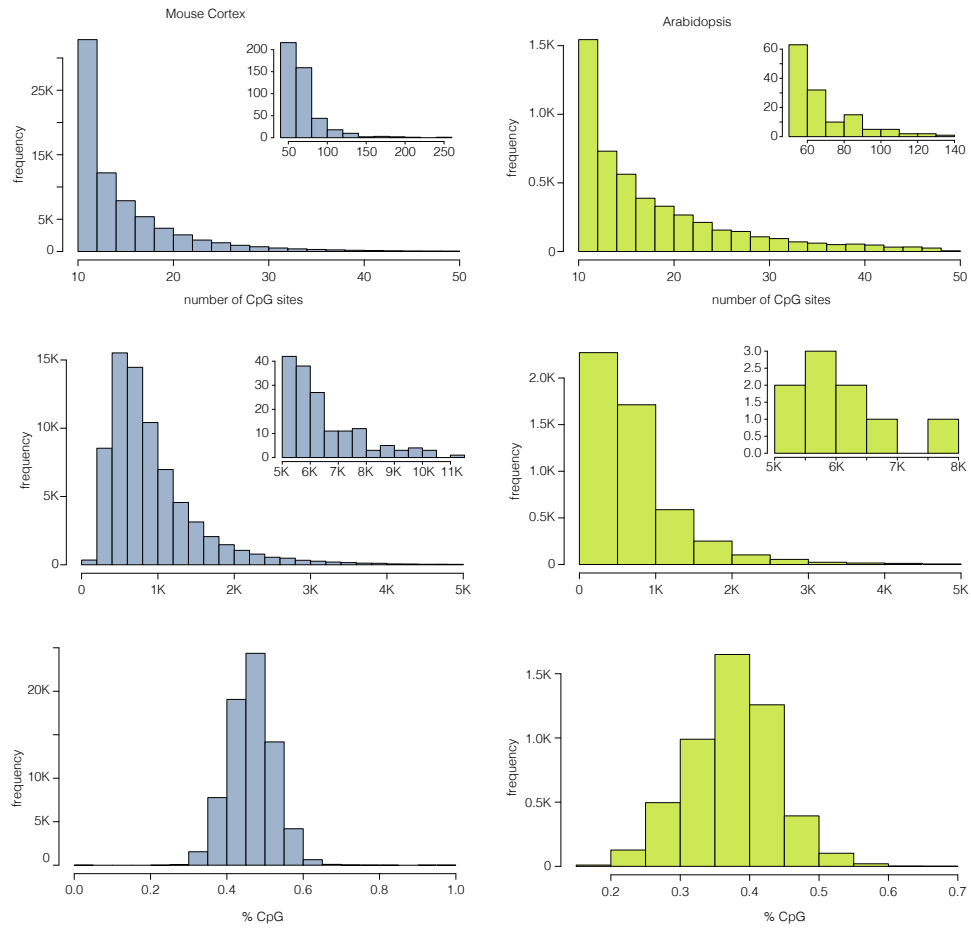 Mouse Cortex
Arabidopsis
frequency
25K
15K
5K
0
10 20 30 40 50
number of CpG sites
200
150
100
50
0
50 100 150 200 250
frequency
1.5K
1.0K
0.5K
0
10 20 30 40 50
number of CpG sites
60
40
20
0
60 80 100 120 140
frequency
15K
10K
5K
0
0 1K 2K 3K 4K 5K
40
30
20
10
0
5K 6K 7K 8K 9K 10K 11K
frequency
2.0K
1.5K
1.0K
0.5K
0
0 1K 2K 3K 4K 5K
3.0
2.5
2.0
1.5
1.0
0.5
0.0
5K 6K 7K 8K
frequency
20K
10K
5K
0
0.0 0.2 0.4 0.6 0.8 1.0
% CpG
frequency
1.5K
1.0K
0.5K
0
0.2 0.3 0.4 0.5 0.6 0.7
% CpG